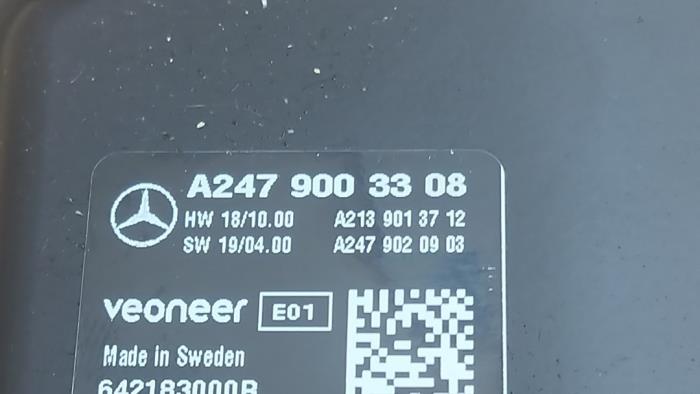 A247 900 33 08
HW 18/10.00 A213 901 37 12
SW 19/04.00 A247 902 09 03
veoneer E01
Made in Sweden
642183000B